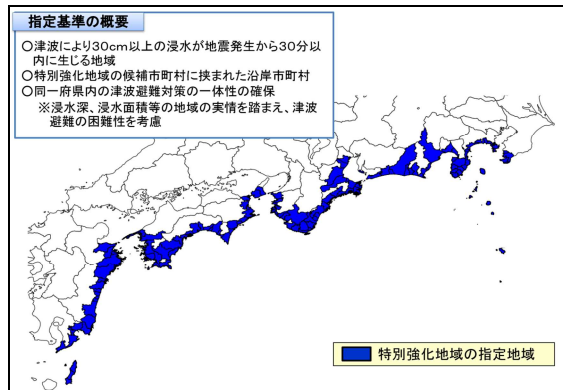 指定基準の概要
○津波により30cm以上の浸水が地震発生から30分以
内に生じる地域
○特別強化地域の候補市町村に挟まれた沿岸市町村
○同一府県内の津波避難対策の一体性の確保
※浸水深、浸水面積等の地域の実情を踏まえ、津波
避難の困難性を考慮
特別強化地域の指定地域